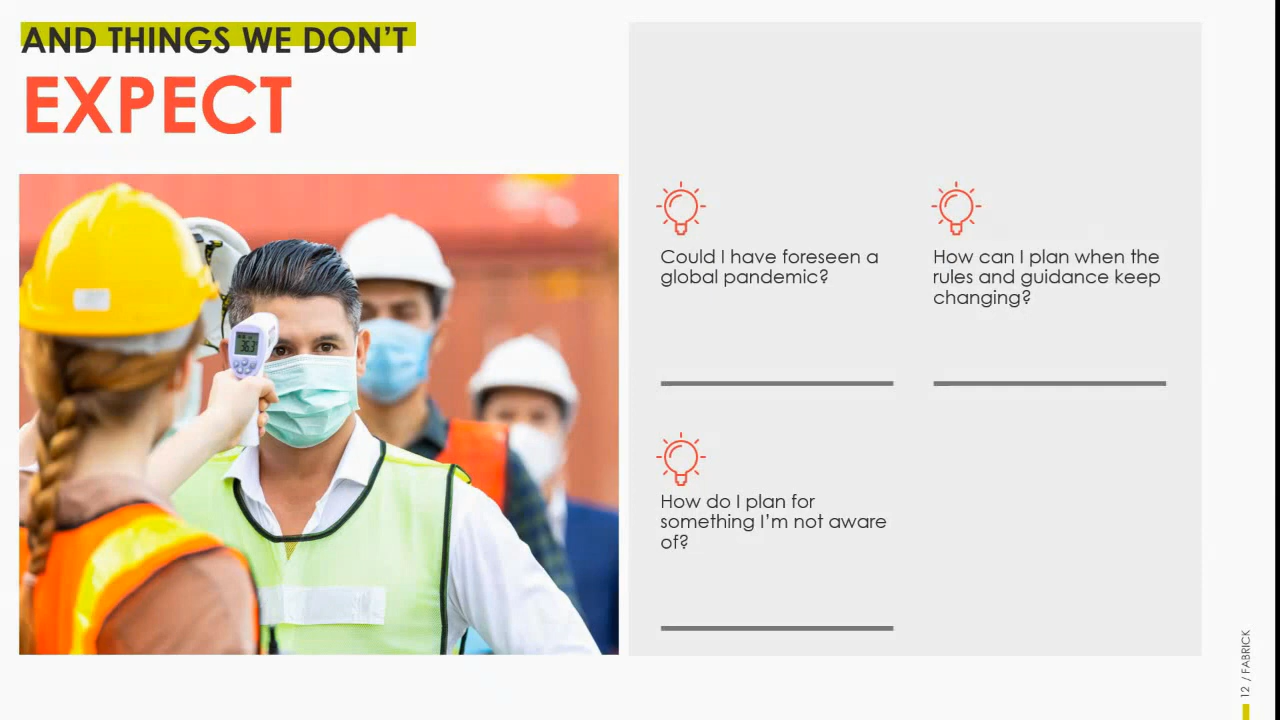 AND THINGS WE DON'T
EXPECT
Could I have foreseen a
global pandemic?
How can I plan when the
rules and guidance keep
changing?
How do I plan for
something I'm not aware
of?
12 / FABRICK